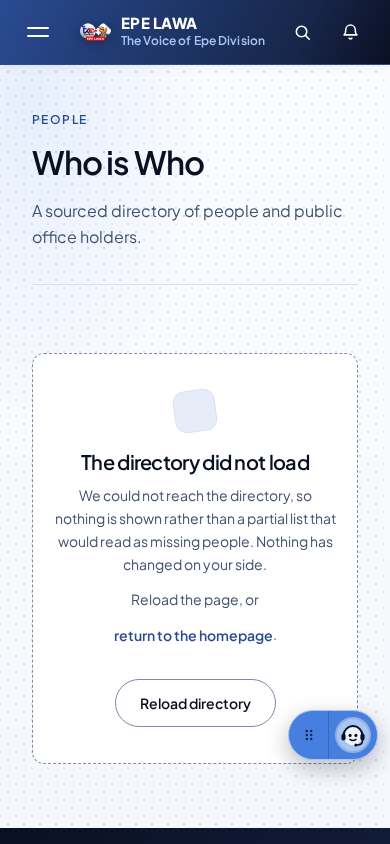 EPE LAWA
The Voice of Epe Division
PEOPLE
Who is Who
A sourced directory of people and public
office holders.
The directory did not load
We could not reach the directory, so
nothing is shown rather than a partial list that
would read as missing people. Nothing has
changed on your side.
Reload the page, or
return to the homepage.
Reload directory